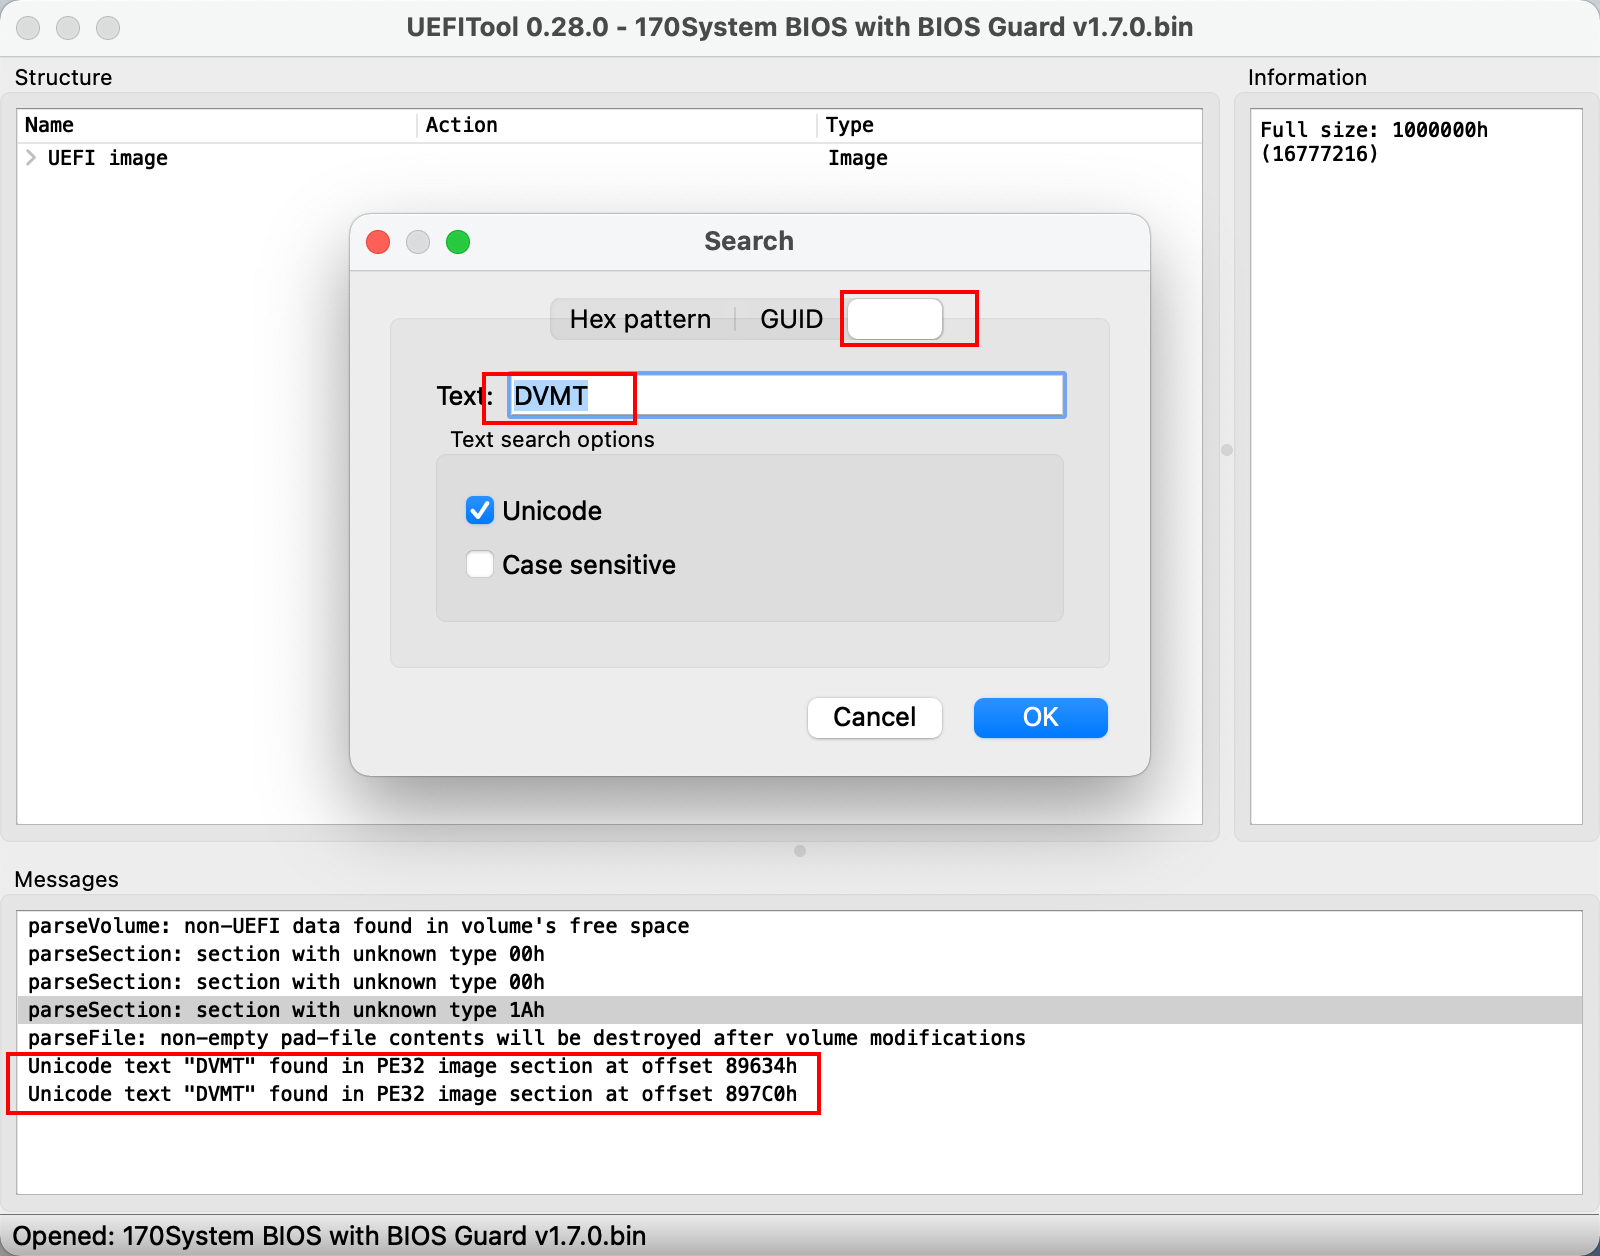 UEFITool 0.28.0 - 170System BIOS with BIOS Guard v1.7.0.bin
Structure
Information
Name Action Type
UEFI image Image
Full size: 1000000h
(16777216)
Search
Hex pattern GUID
Text: DVMT
Text search options
Unicode
Case sensitive
Cancel OK
Messages
parseVolume: non-UEFI data found in volume's free space
parseSection: section with unknown type 00h
parseSection: section with unknown type 00h
parseSection: section with unknown type 1Ah
parseFile: non-empty pad-file contents will be destroyed after volume modifications
Unicode text "DVMT" found in PE32 image section at offset 89634h
Unicode text "DVMT" found in PE32 image section at offset 897C0h
Opened: 170System BIOS with BIOS Guard v1.7.0.bin